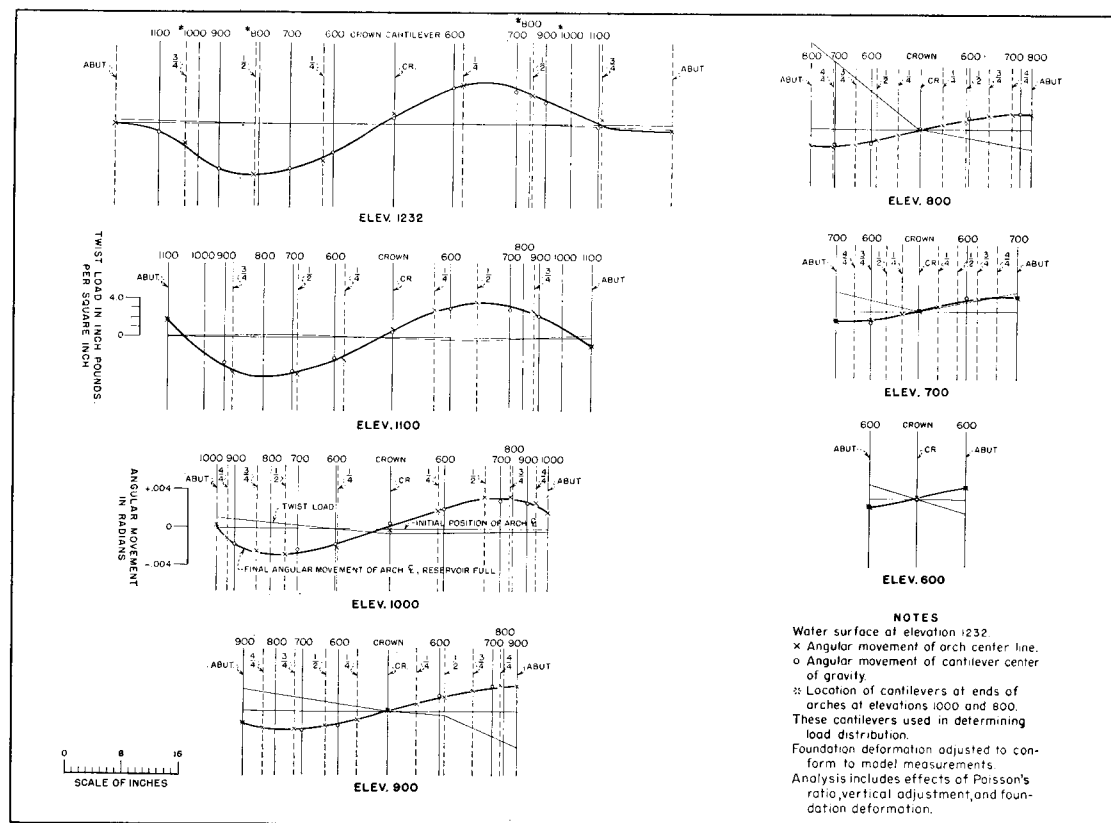 * * *800 *
1100 1000 900 800 700 600 CROWN CANTILEVER 600 700 900 1000 1100
ABUT 3/4 1/2 1/4 CR. 1/4 1/2 3/4 ABUT
ELEV. 1232
TWIST LOAD IN INCH POUNDS.
PER SQUARE INCH
4.0
0
800
1100 1000 900 800 700 600 CROWN 600 700 900 1000 1100
ABUT 3/4 1/2 1/4 CR 1/4 1/2 3/4 ABUT
ELEV. 1100
ANGULAR MOVEMENT
IN RADIANS
+.004
0
-.004
800
1000 900 800 700 600 CROWN 600 700 900 1000
ABUT 4/4 3/4 1/2 1/4 CR 1/4 1/2 3/4 4/4 ABUT
TWIST LOAD
INITIAL POSITION OF ARCH ℄
FINAL ANGULAR MOVEMENT OF ARCH ℄, RESERVOIR FULL
ELEV. 1000
800
900 800 700 600 CROWN 600 700 900
ABUT 4/4 3/4 1/2 1/4 CR. 1/4 1/2 3/4 4/4 ABUT
ELEV. 900
0 8 16
SCALE OF INCHES
800 700 600 CROWN 600 700 800
ABUT 4/4 3/4 1/2 1/4 CR 1/4 1/2 3/4 4/4 ABUT
ELEV. 800
700 600 CROWN 600 700
ABUT 4/4 3/4 1/2 1/4 CR 1/4 1/2 3/4 4/4 ABUT
ELEV. 700
600 CROWN 600
ABUT CR ABUT
ELEV. 600
NOTES
Water surface at elevation 1232.
× Angular movement of arch center line.
o Angular movement of cantilever center
of gravity.
※ Location of cantilevers at ends of
arches at elevations 1000 and 800.
These cantilevers used in determining
load distribution.
Foundation deformation adjusted to con-
form to model measurements.
Analysis includes effects of Poisson's
ratio, vertical adjustment, and foun-
dation deformation.